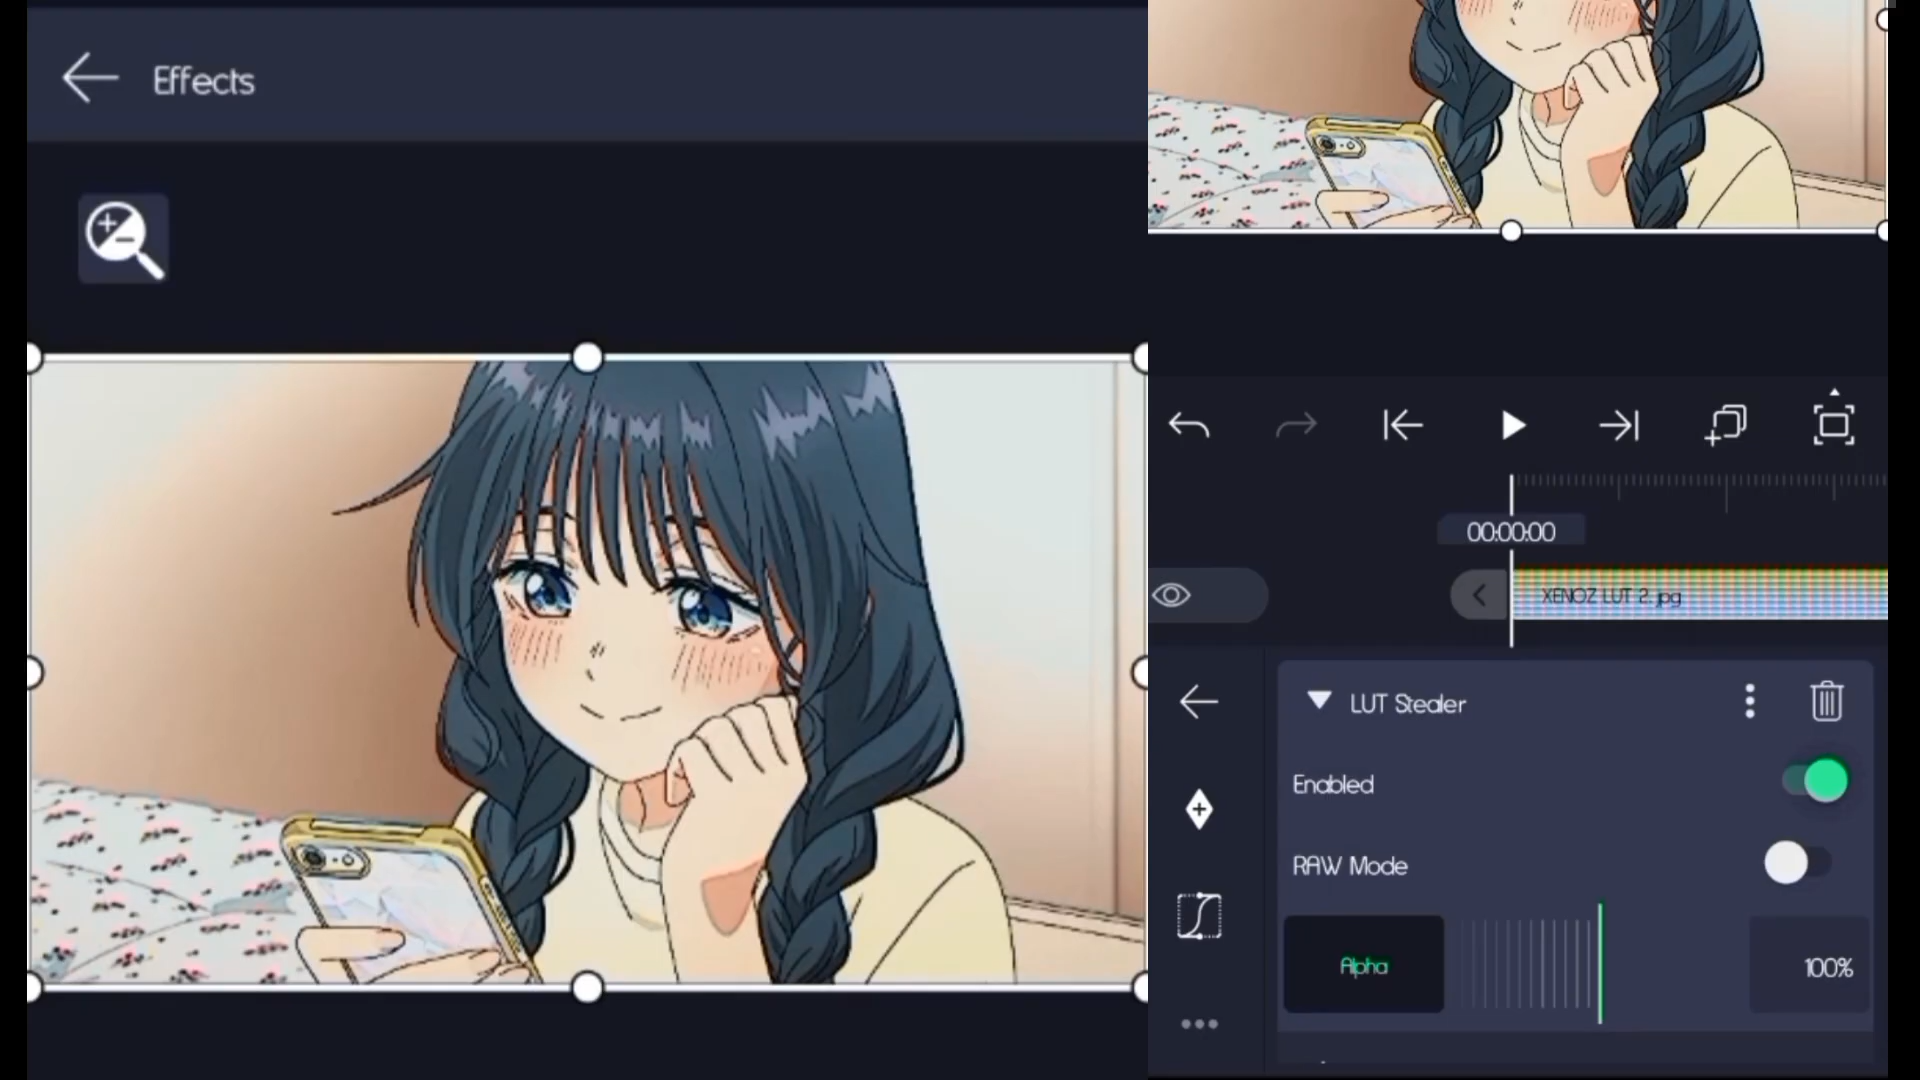 Effects
00:00:00
XENOZ LUT 2.jpg
LUT Stealer
Enabled
RAW Mode
Alpha
100%